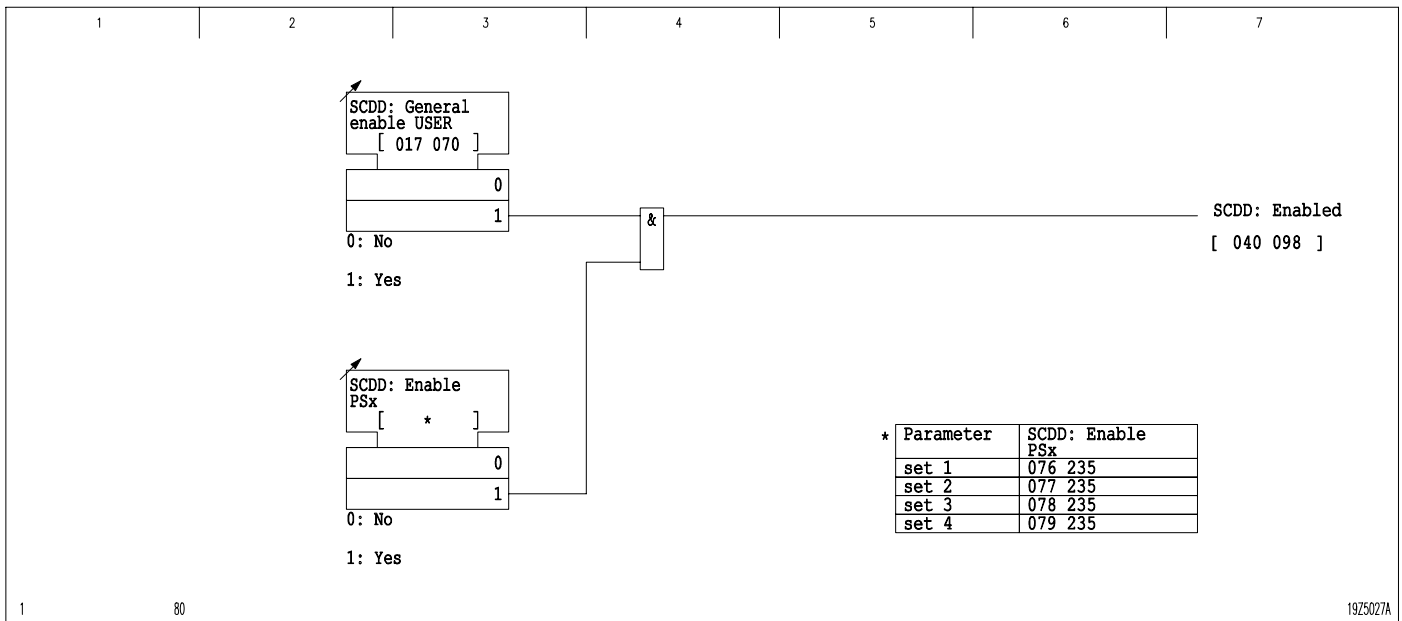 1 2 3 4 5 6 7
SCDD: General
enable USER
[ 017 070 ]
0
1
0: No
1: Yes
&
SCDD: Enabled
[ 040 098 ]
SCDD: Enable
PSx
[ * ]
0
1
0: No
1: Yes
* Parameter SCDD: Enable
PSx
set 1 076 235
set 2 077 235
set 3 078 235
set 4 079 235
1 80 19Z5027A